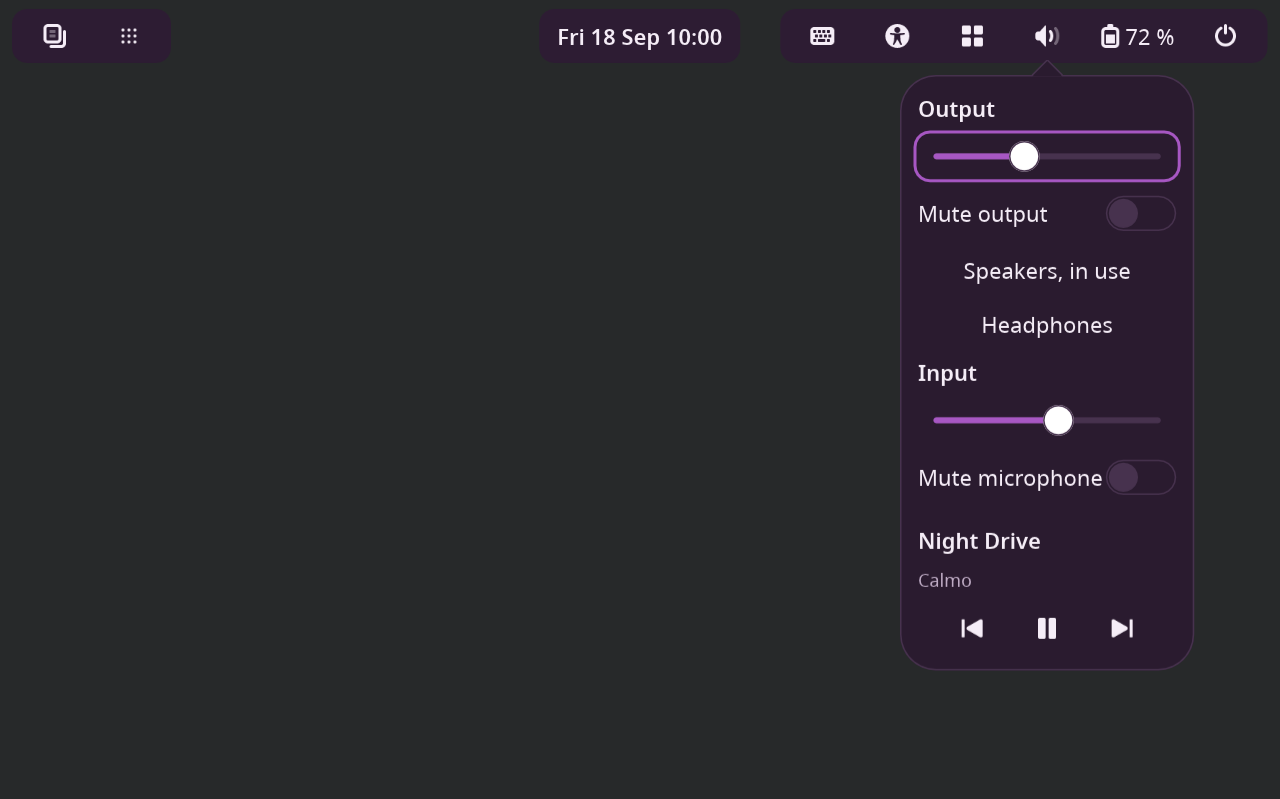 Fri 18 Sep 10:00
72 %
Output
Mute output
Speakers, in use
Headphones
Input
Mute microphone
Night Drive
Calmo